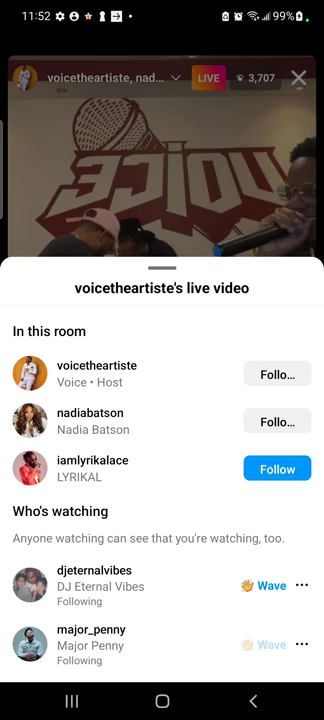 11:52
99%
voicetheartiste, nad...
LIVE
3,707
VOICE
voicetheartiste's live video
In this room
voicetheartiste
Voice • Host
Follo...
nadiabatson
Nadia Batson
Follo...
iamlyrikalace
LYRIKAL
Follow
Who's watching
Anyone watching can see that you're watching, too.
djeternalvibes
DJ Eternal Vibes
Following
👋 Wave
major_penny
Major Penny
Following
👋 Wave